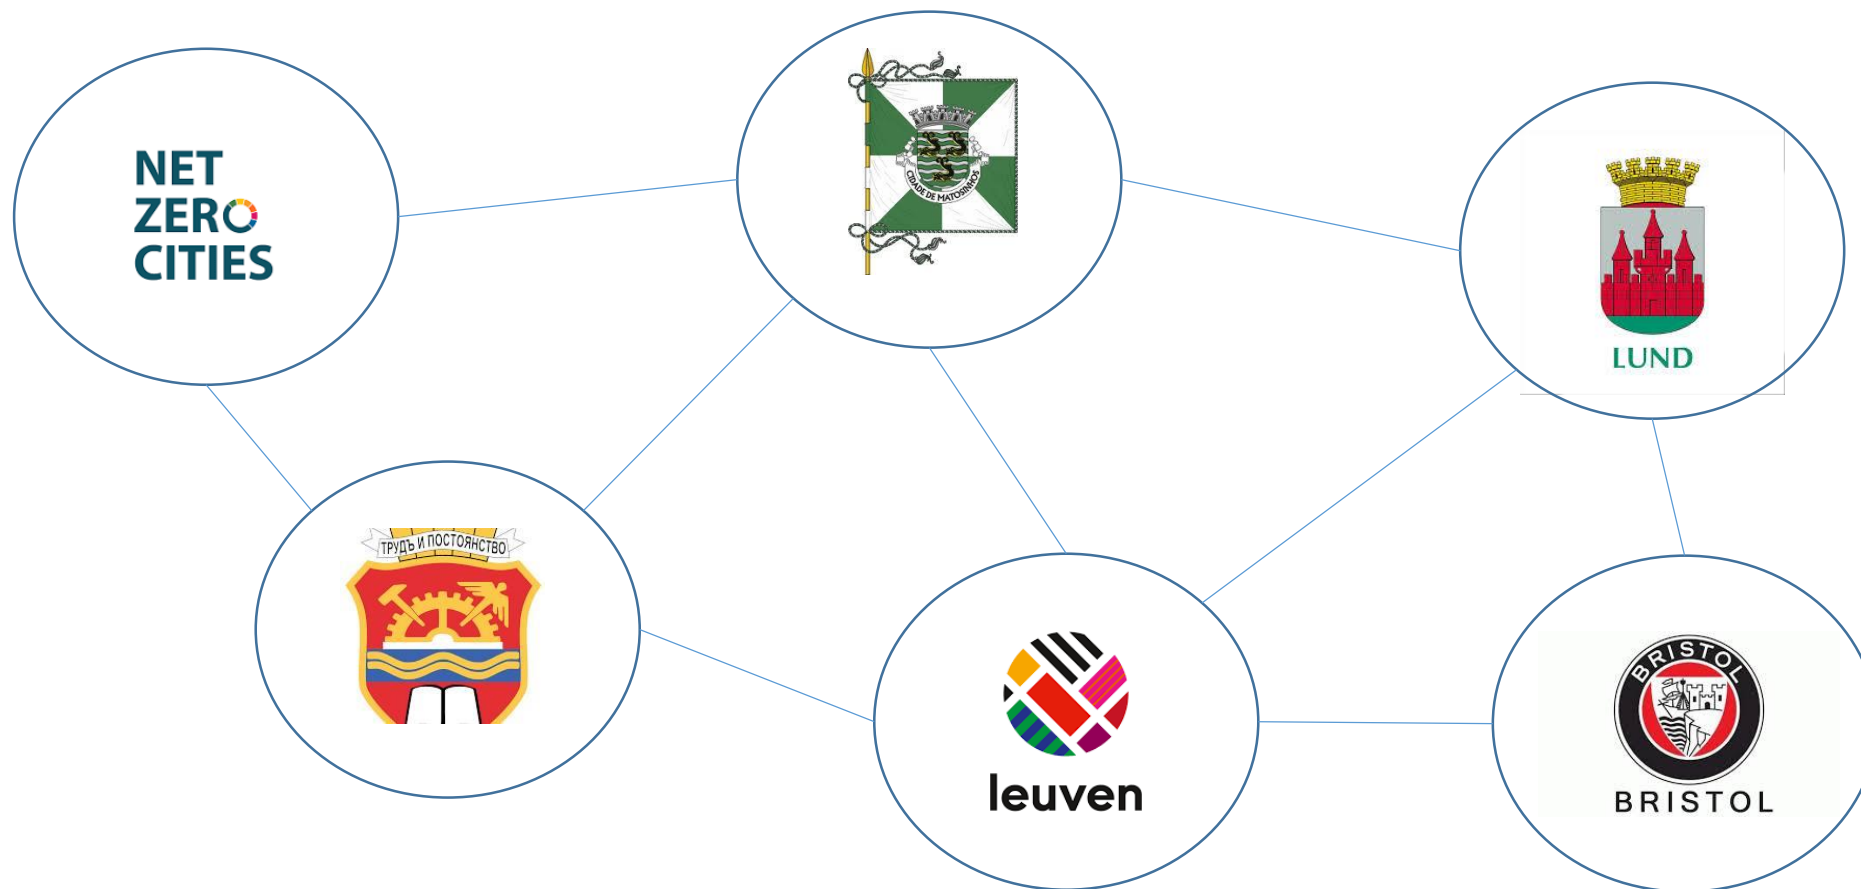 NET
ZERO
CITIES
CIDADE DE MATOSINHOS
LUND
ТРУДЪ И ПОСТОЯНСТВО
leuven
BRISTOL
BRISTOL